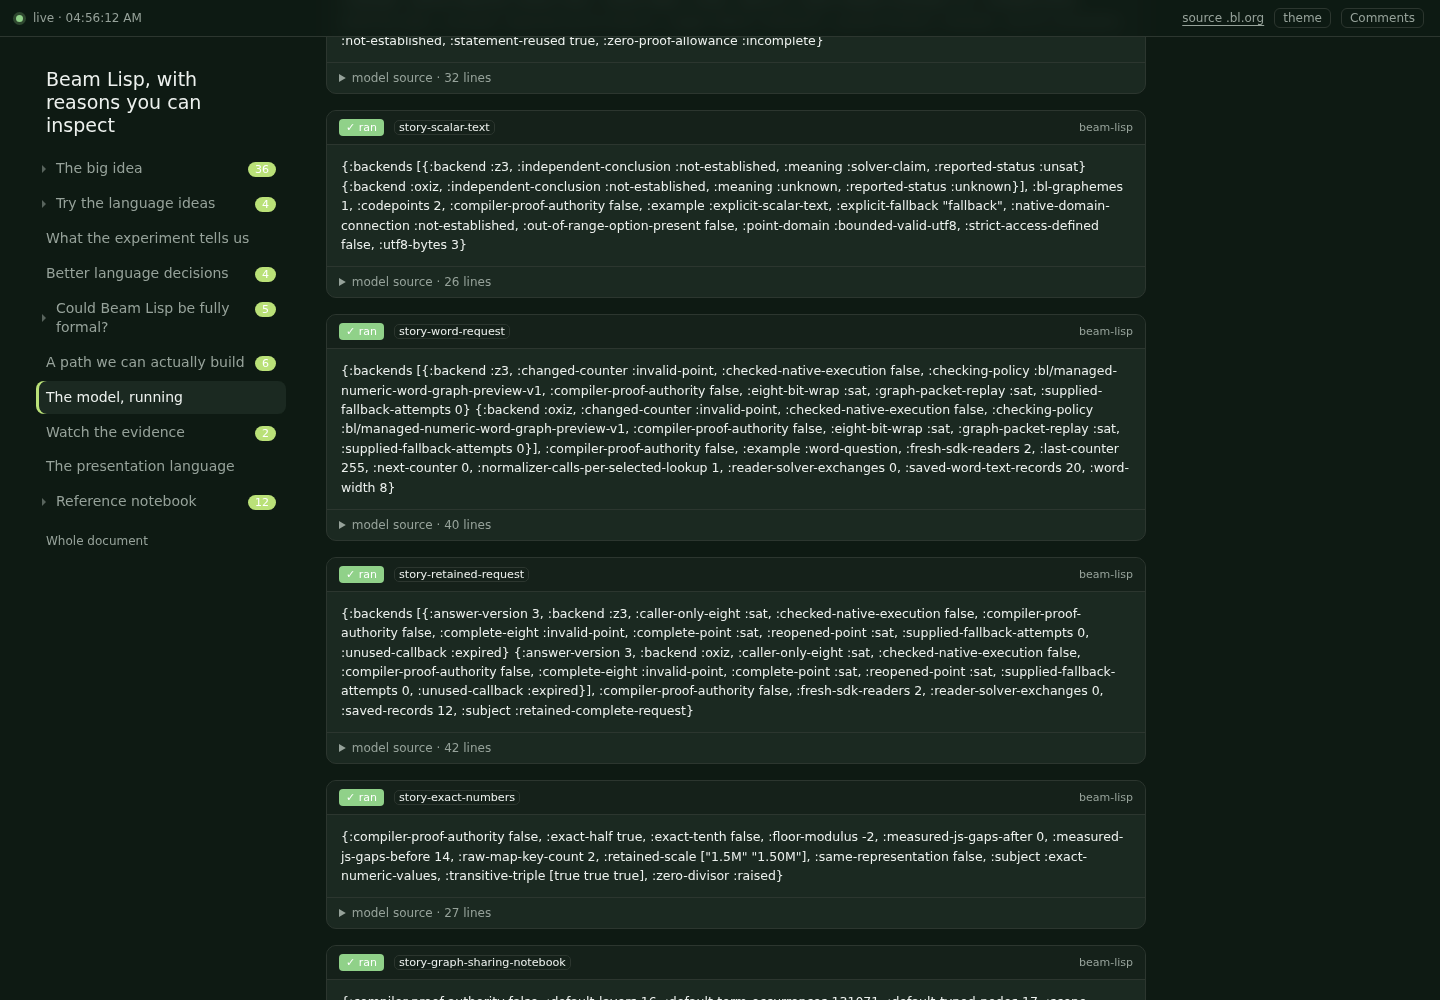 live · 04:56:12 AM
source .bl.org
theme
Comments
Beam Lisp, with
reasons you can
inspect
The big idea
36
Try the language ideas
4
What the experiment tells us
Better language decisions
4
Could Beam Lisp be fully
formal?
5
A path we can actually build
6
The model, running
Watch the evidence
2
The presentation language
Reference notebook
12
Whole document
:not-established, :statement-reused true, :zero-proof-allowance :incomplete}
model source · 32 lines
✓ ran story-scalar-text beam-lisp
{:backends [{:backend :z3, :independent-conclusion :not-established, :meaning :solver-claim, :reported-status :unsat}
{:backend :oxiz, :independent-conclusion :not-established, :meaning :unknown, :reported-status :unknown}], :bl-graphemes
1, :codepoints 2, :compiler-proof-authority false, :example :explicit-scalar-text, :explicit-fallback "fallback", :native-domain-
connection :not-established, :out-of-range-option-present false, :point-domain :bounded-valid-utf8, :strict-access-defined
false, :utf8-bytes 3}
model source · 26 lines
✓ ran story-word-request beam-lisp
{:backends [{:backend :z3, :changed-counter :invalid-point, :checked-native-execution false, :checking-policy :bl/managed-
numeric-word-graph-preview-v1, :compiler-proof-authority false, :eight-bit-wrap :sat, :graph-packet-replay :sat, :supplied-
fallback-attempts 0} {:backend :oxiz, :changed-counter :invalid-point, :checked-native-execution false, :checking-policy
:bl/managed-numeric-word-graph-preview-v1, :compiler-proof-authority false, :eight-bit-wrap :sat, :graph-packet-replay :sat,
:supplied-fallback-attempts 0}], :compiler-proof-authority false, :example :word-question, :fresh-sdk-readers 2, :last-counter
255, :next-counter 0, :normalizer-calls-per-selected-lookup 1, :reader-solver-exchanges 0, :saved-word-text-records 20, :word-
width 8}
model source · 40 lines
✓ ran story-retained-request beam-lisp
{:backends [{:answer-version 3, :backend :z3, :caller-only-eight :sat, :checked-native-execution false, :compiler-proof-
authority false, :complete-eight :invalid-point, :complete-point :sat, :reopened-point :sat, :supplied-fallback-attempts 0,
:unused-callback :expired} {:answer-version 3, :backend :oxiz, :caller-only-eight :sat, :checked-native-execution false,
:compiler-proof-authority false, :complete-eight :invalid-point, :complete-point :sat, :reopened-point :sat, :supplied-fallback-
attempts 0, :unused-callback :expired}], :compiler-proof-authority false, :fresh-sdk-readers 2, :reader-solver-exchanges 0,
:saved-records 12, :subject :retained-complete-request}
model source · 42 lines
✓ ran story-exact-numbers beam-lisp
{:compiler-proof-authority false, :exact-half true, :exact-tenth false, :floor-modulus -2, :measured-js-gaps-after 0, :measured-
js-gaps-before 14, :raw-map-key-count 2, :retained-scale ["1.5M" "1.50M"], :same-representation false, :subject :exact-
numeric-values, :transitive-triple [true true true], :zero-divisor :raised}
model source · 27 lines
✓ ran story-graph-sharing-notebook beam-lisp